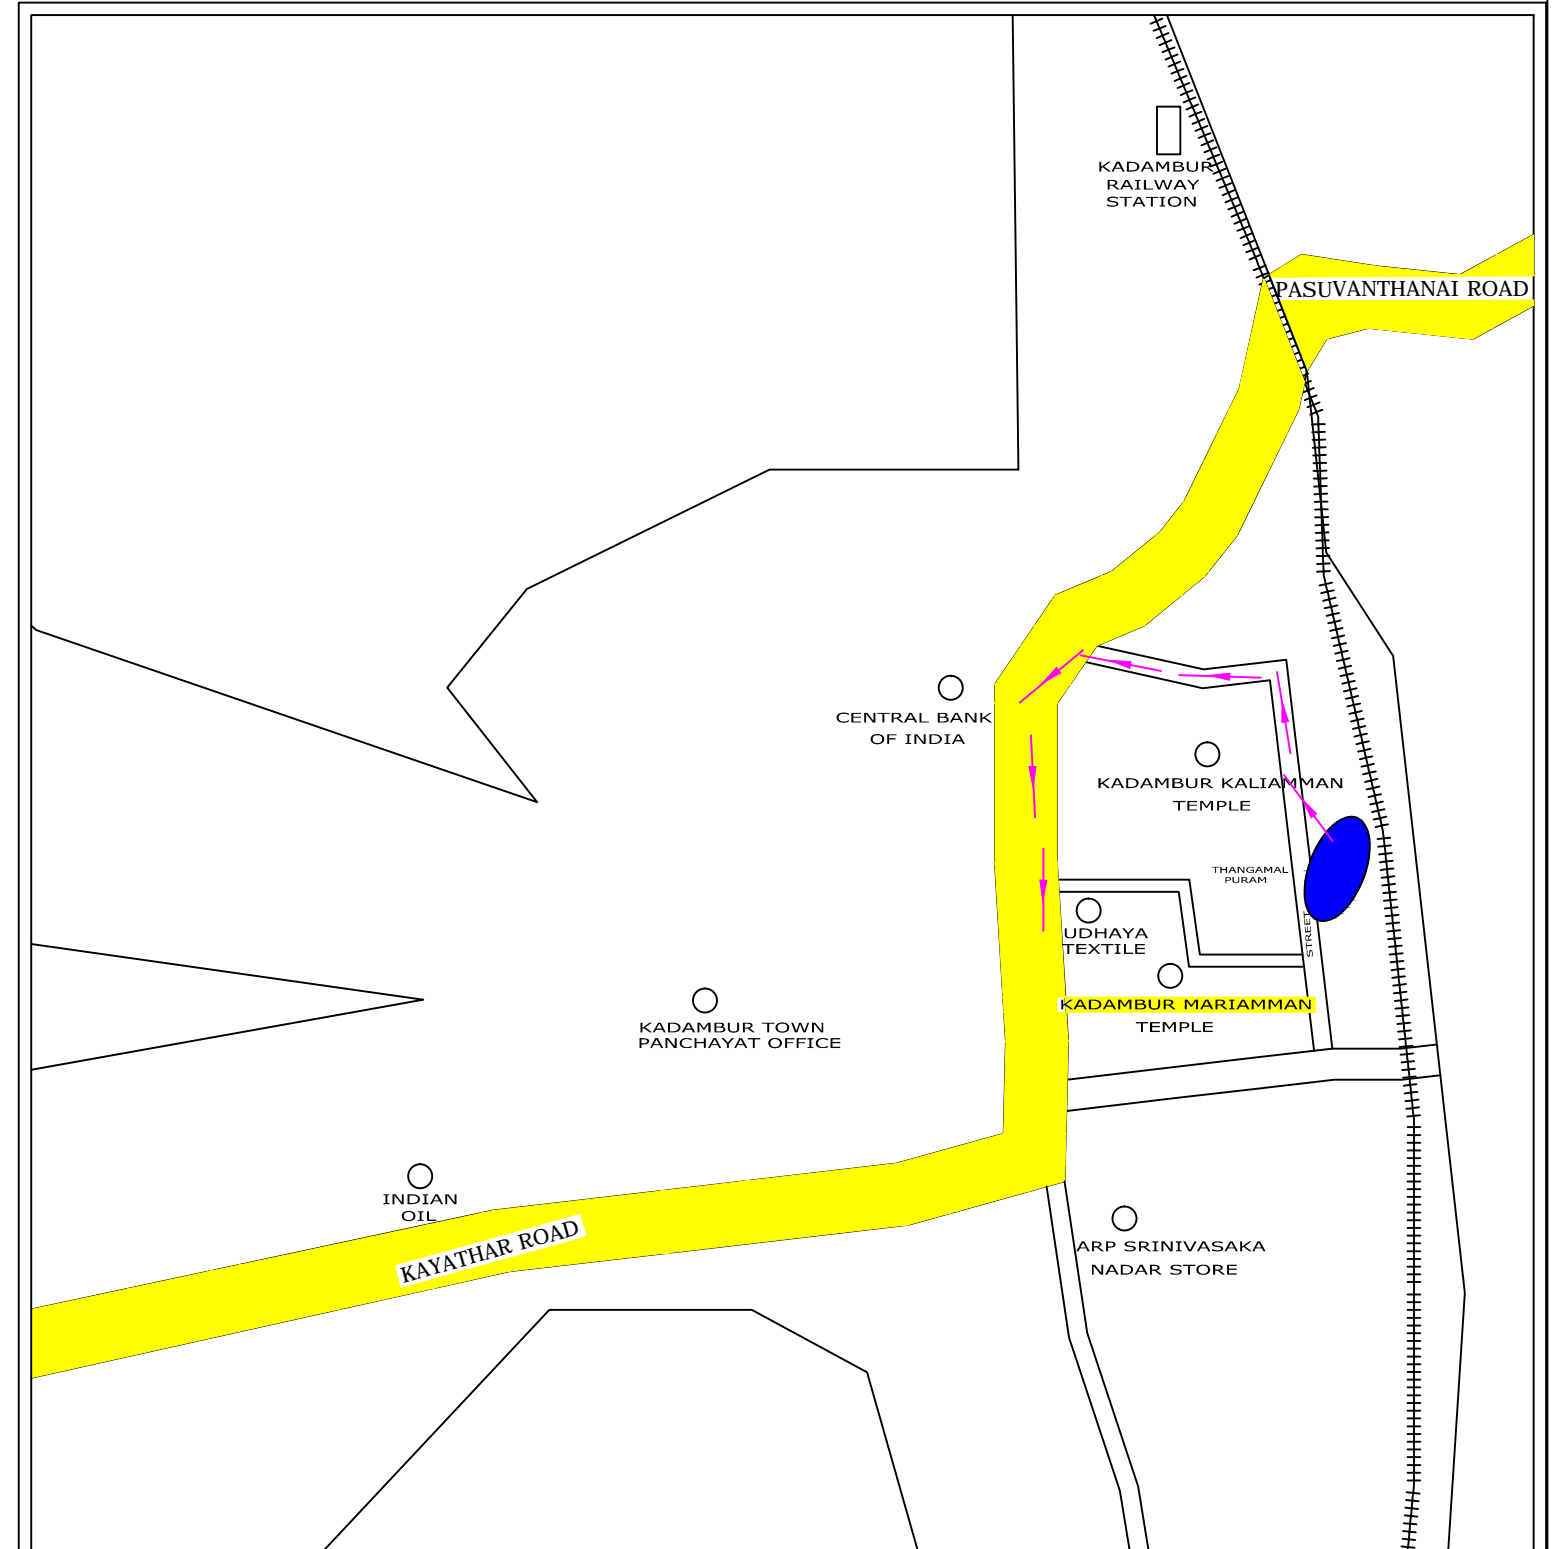 KADAMBUR
RAILWAY
STATION
PASUVANTHANAI ROAD
CENTRAL BANK
OF INDIA
KADAMBUR KALIAMMAN
TEMPLE
THANGAMAL
PURAM
STREET
UDHAYA
TEXTILE
KADAMBUR MARIAMMAN
TEMPLE
KADAMBUR TOWN
PANCHAYAT OFFICE
INDIAN
OIL
KAYATHAR ROAD
ARP SRINIVASAKA
NADAR STORE